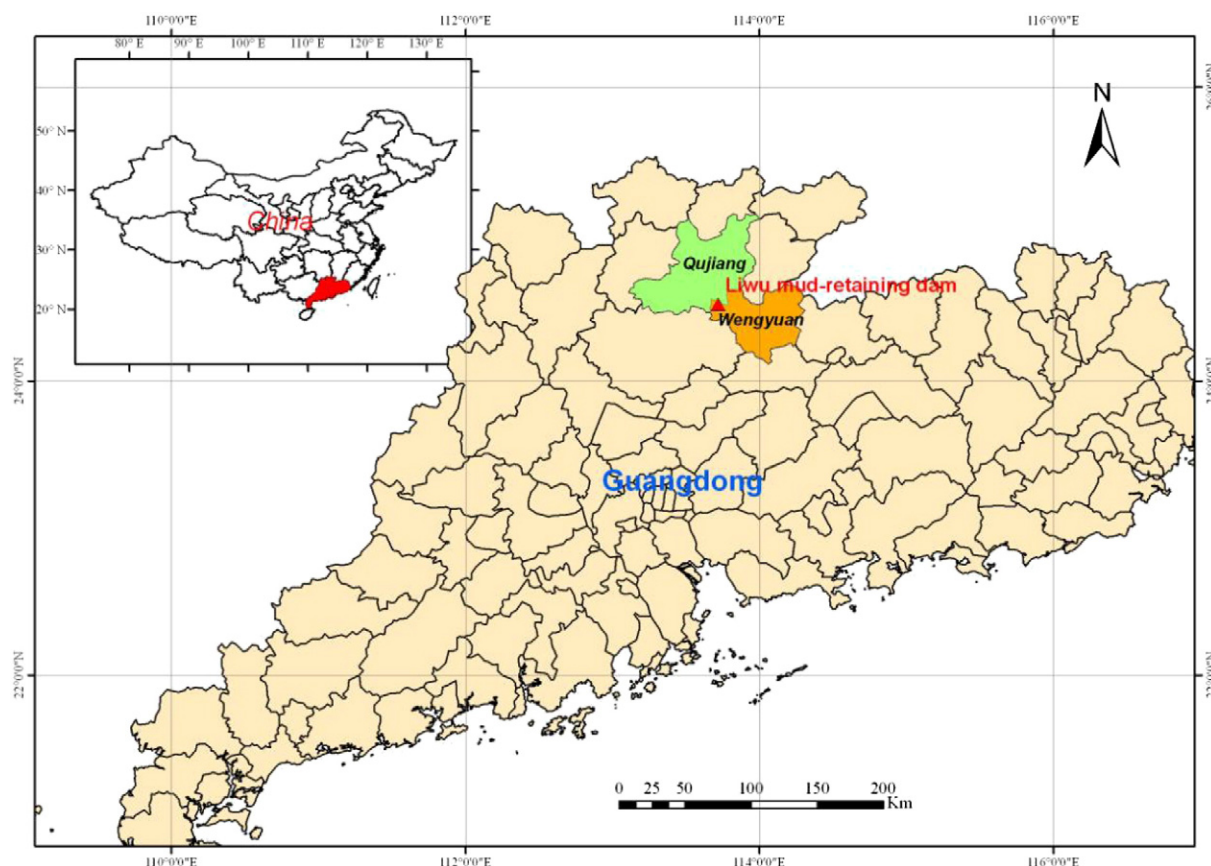 110°0'0"E 112°0'0"E 114°0'0"E 116°0'0"E
80° E 90° E 100° E 110° E 120° E 130° E
50° N
40° N
30° N
20° N
China
N
Qujiang
Liwu mud-retaining dam
Wengyuan
24°0'0"N
Guangdong
22°0'0"N
0 25 50 100 150 200
Km
110°0'0"E 112°0'0"E 114°0'0"E 116°0'0"E